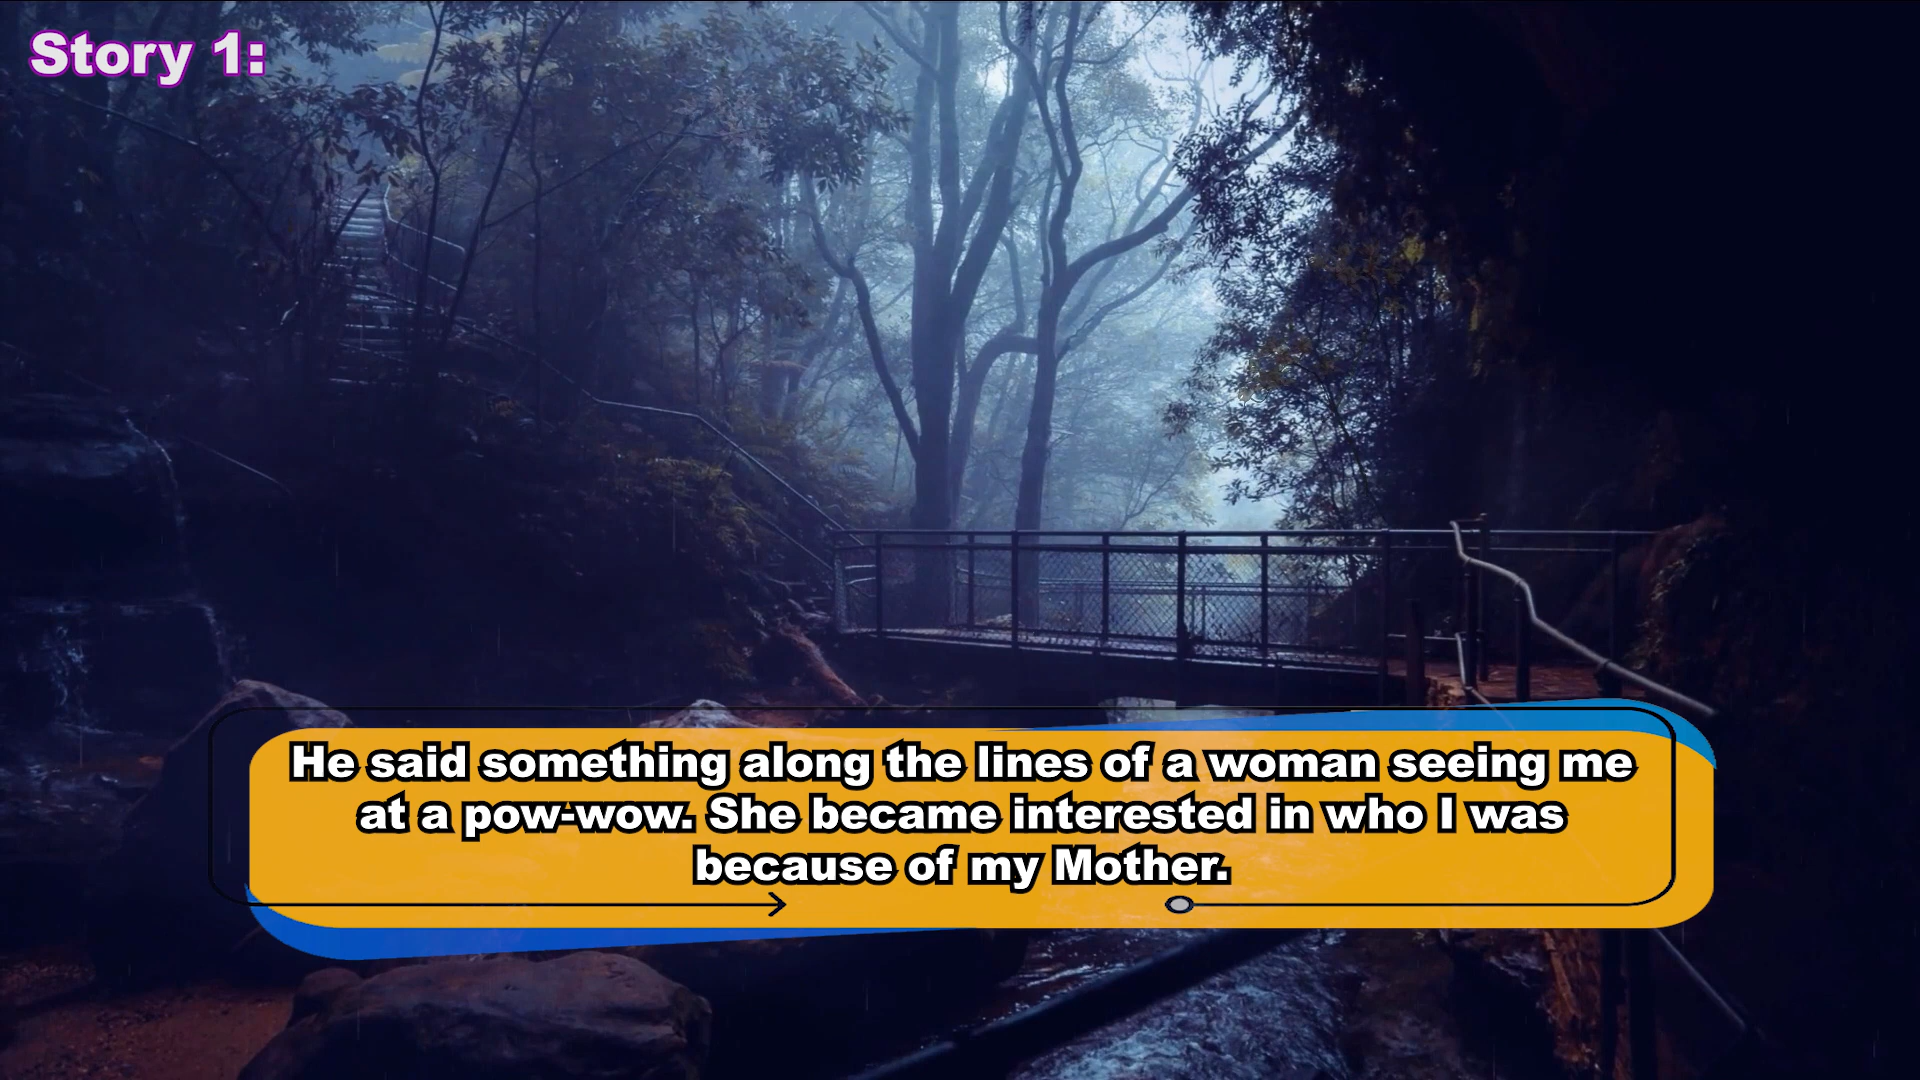 Story 1:
He said something along the lines of a woman seeing me
at a pow-wow. She became interested in who I was
because of my Mother.